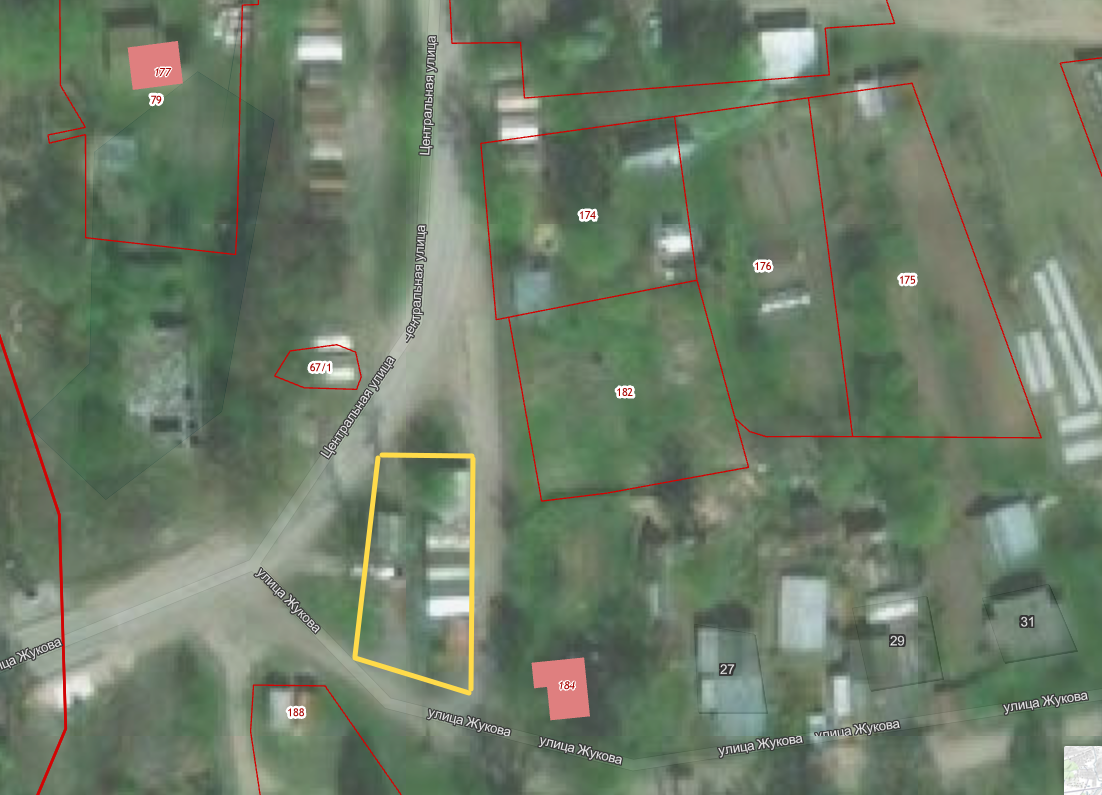 177
79
Центральная улица
174
Центральная улица
176
175
67/1
Центральная улица
182
улица Жукова
ица Жукова
31
29
27
184
188
улица Жукова
улица Жукова
улица Жукова
улица Жукова
улица Жукова